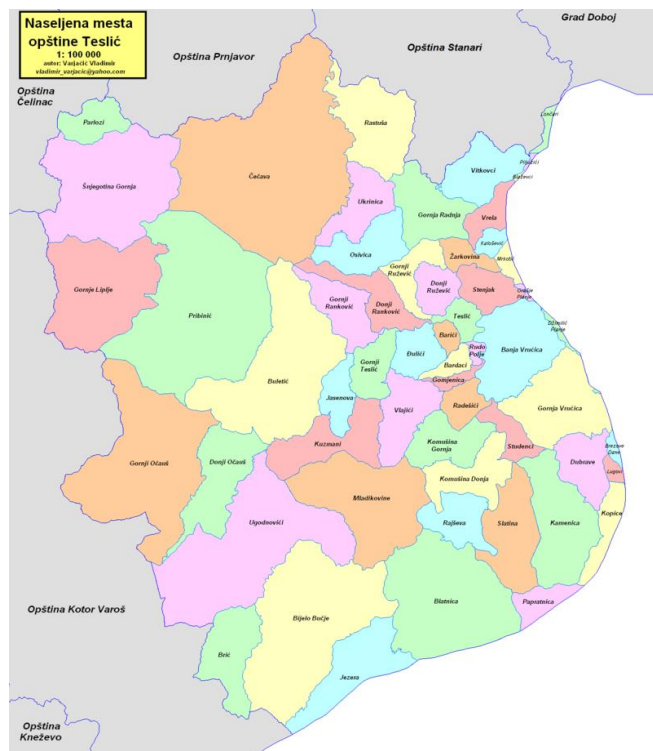 Naseljena mesta
opštine Teslić
1: 100 000
autor: Varjacic Vladimir
vladimir_varjacic@yahoo.com
Grad Doboj
Opština Stanari
Opština Prnjavor
Opština
Čelinac
Parlozi
Rastuša
Vitkovci
Šnjegotina Gornja
Čečava
Ukrinica
Gornja Radnja
Vrela
Osivica
Žarkovina
Gornji
Ružević
Donji
Ružević
Stenjak
Gornje Liplje
Gornji
Ranković
Donji
Ranković
Pribinić
Teslić
Barići
Đulići
Rudo
Polje
Banja Vrućica
Gornji
Teslić
Bardaci
Buletić
Gomjenica
Jasenova
Vlajići
Radešići
Gornja Vrućica
Kuzmani
Komušina
Gornja
Studenci
Gornji Očauš
Donji Očauš
Dubrave
Komušina Donja
Lugovi
Mladikovine
Kopice
Ugodnovići
Rajševa
Slatina
Kamenica
Blatnica
Papratnica
Opština Kotor Varoš
Bijelo Bučje
Brić
Jezera
Opština
Kneževo